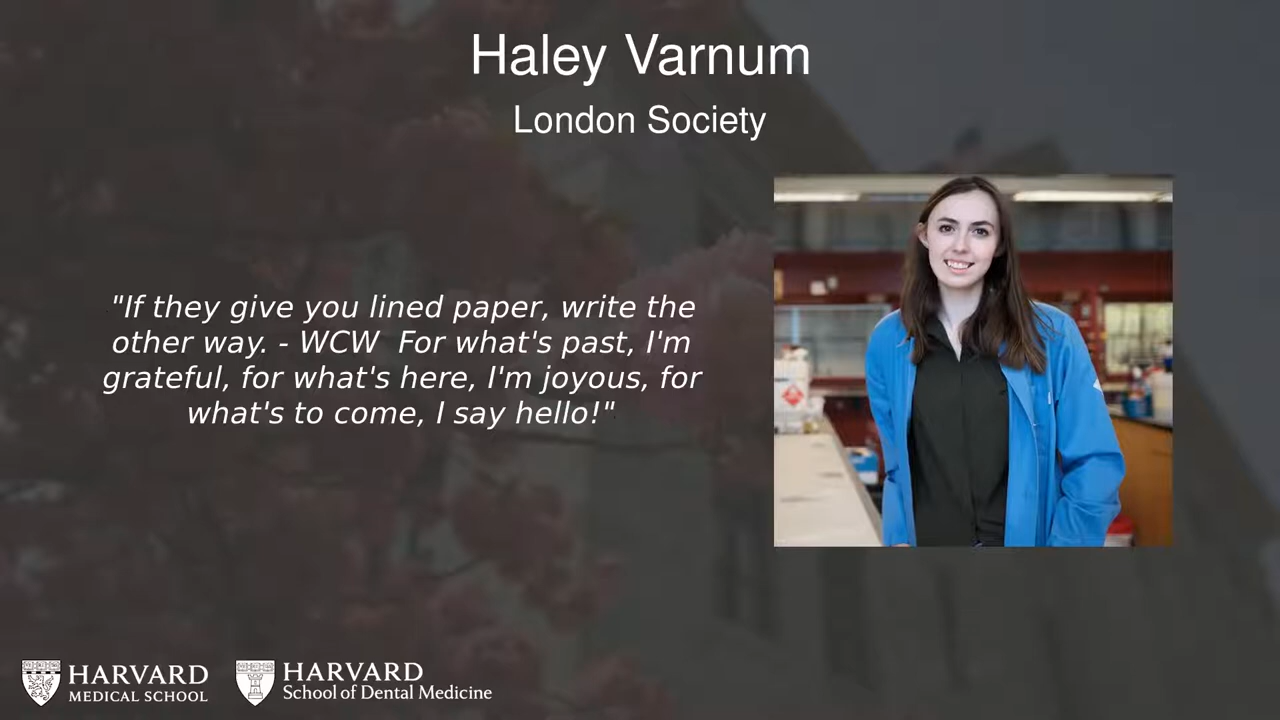 Haley Varnum
London Society
"If they give you lined paper, write the
other way. - WCW  For what's past, I'm
grateful, for what's here, I'm joyous, for
what's to come, I say hello!"
HARVARD
MEDICAL SCHOOL
HARVARD
School of Dental Medicine